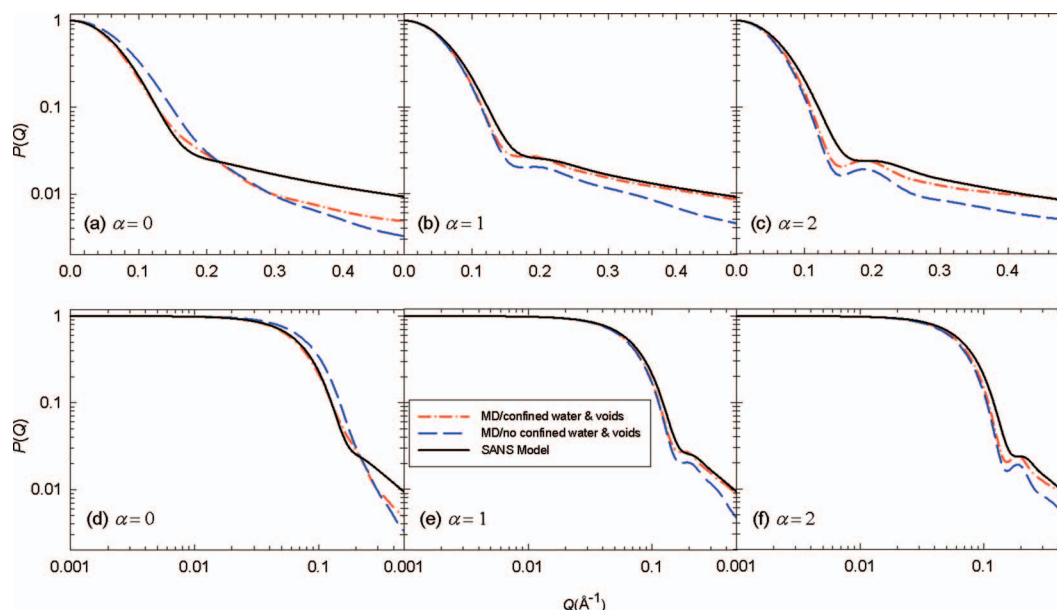 1
0.1
0.01
P(Q)
(a) α = 0
(b) α = 1
(c) α = 2
0.0 0.1 0.2 0.3 0.4 0.0 0.1 0.2 0.3 0.4 0.0 0.1 0.2 0.3 0.4
1
0.1
0.01
P(Q)
MD/confined water & voids
MD/no confined water & voids
SANS Model
(d) α = 0
(e) α = 1
(f) α = 2
0.001 0.01 0.1 0.001 0.01 0.1 0.001 0.01 0.1
Q(Å⁻¹)